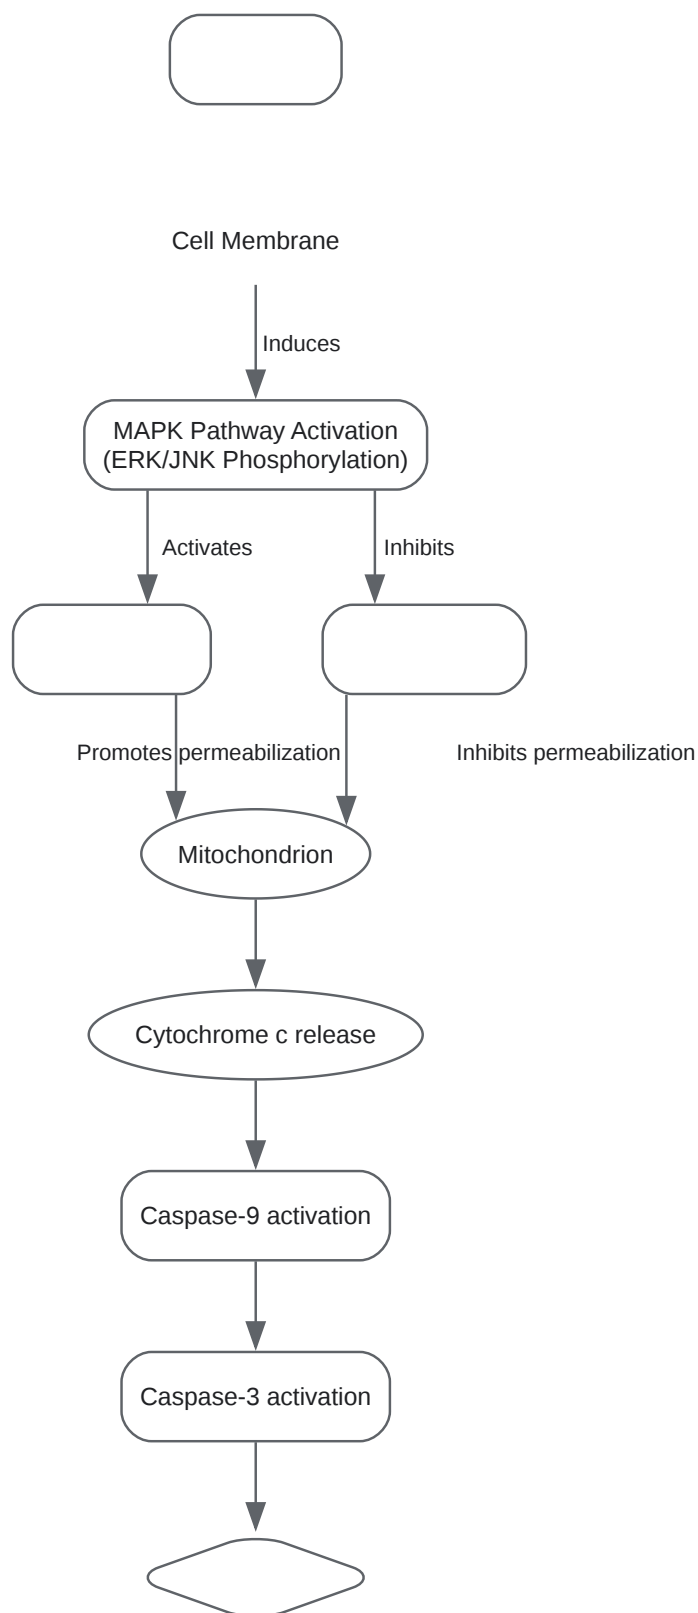 Cell Membrane
Induces
MAPK Pathway Activation
(ERK/JNK Phosphorylation)
Activates
Inhibits
Promotes permeabilization
Inhibits permeabilization
Mitochondrion
Cytochrome c release
Caspase-9 activation
Caspase-3 activation